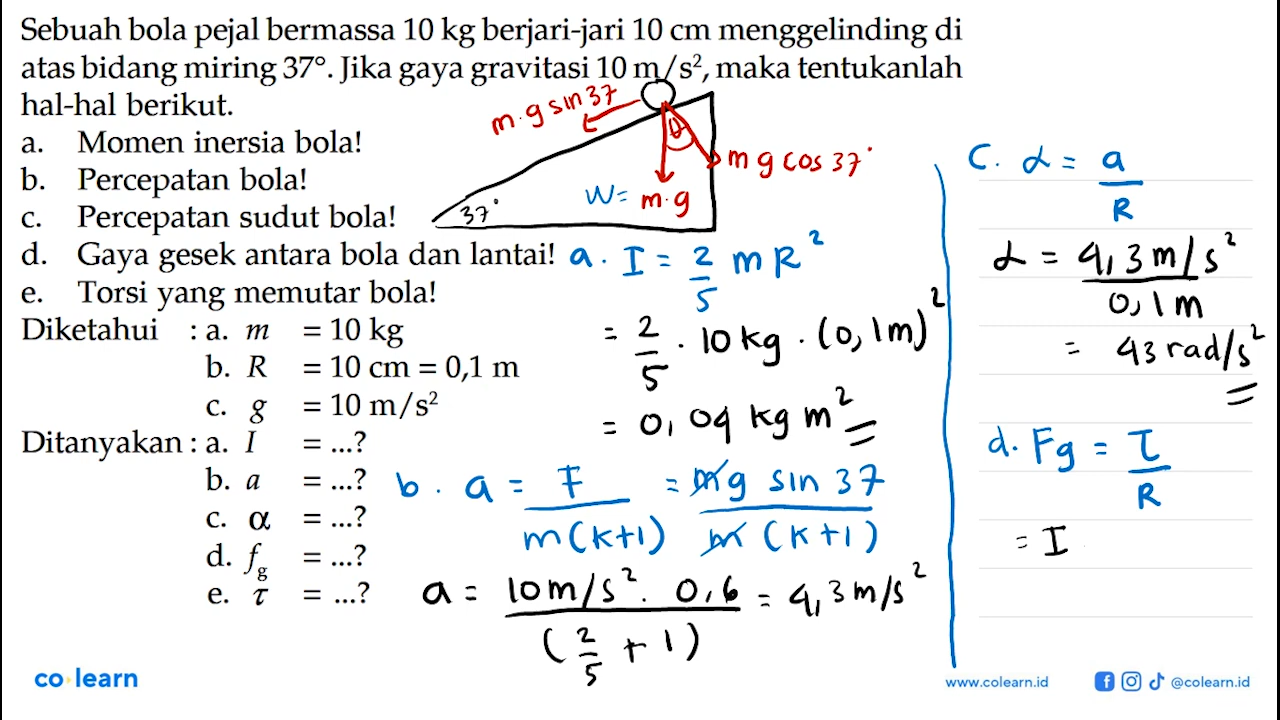 Sebuah bola pejal bermassa 10 kg berjari-jari 10 cm menggelinding di
atas bidang miring 37°. Jika gaya gravitasi 10 m/s², maka tentukanlah
hal-hal berikut.
a. Momen inersia bola!
b. Percepatan bola!
c. Percepatan sudut bola!
d. Gaya gesek antara bola dan lantai!
e. Torsi yang memutar bola!
Diketahui : a. m = 10 kg
b. R = 10 cm = 0,1 m
c. g = 10 m/s²
Ditanyakan : a. I = ...?
b. a = ...?
c. α = ...?
d. f_g = ...?
e. τ = ...?
m.g sin 37
θ
m g cos 37°
W = m.g
37°
a. I = 2/5 m R²
= 2/5 . 10 kg . (0,1 m)²
= 0,04 kg m²
b. a = F / m(k+1) = mg sin 37 / m(k+1)
a = 10 m/s² . 0,6 / (2/5 + 1) = 4,3 m/s²
c. α = a/R
α = 4,3 m/s² / 0,1 m
= 43 rad/s²
d. Fg = τ/R
= I
co learn
www.colearn.id
@colearn.id